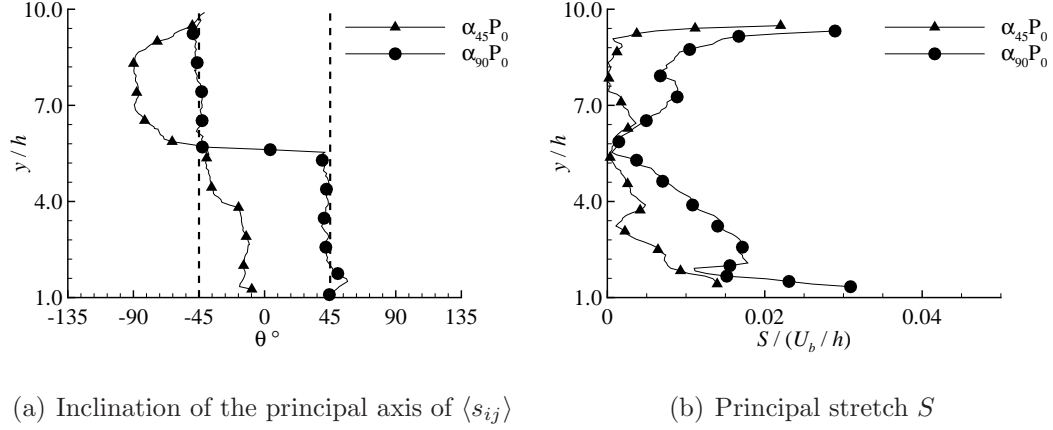 10.0
7.0
4.0
1.0
y / h
-135 -90 -45 0 45 90 135
θ °
α₄₅P₀
α₉₀P₀
10.0
7.0
4.0
1.0
y / h
0 0.02 0.04
S / (U_b / h)
α₄₅P₀
α₉₀P₀
(a) Inclination of the principal axis of ⟨s_ij⟩
(b) Principal stretch S